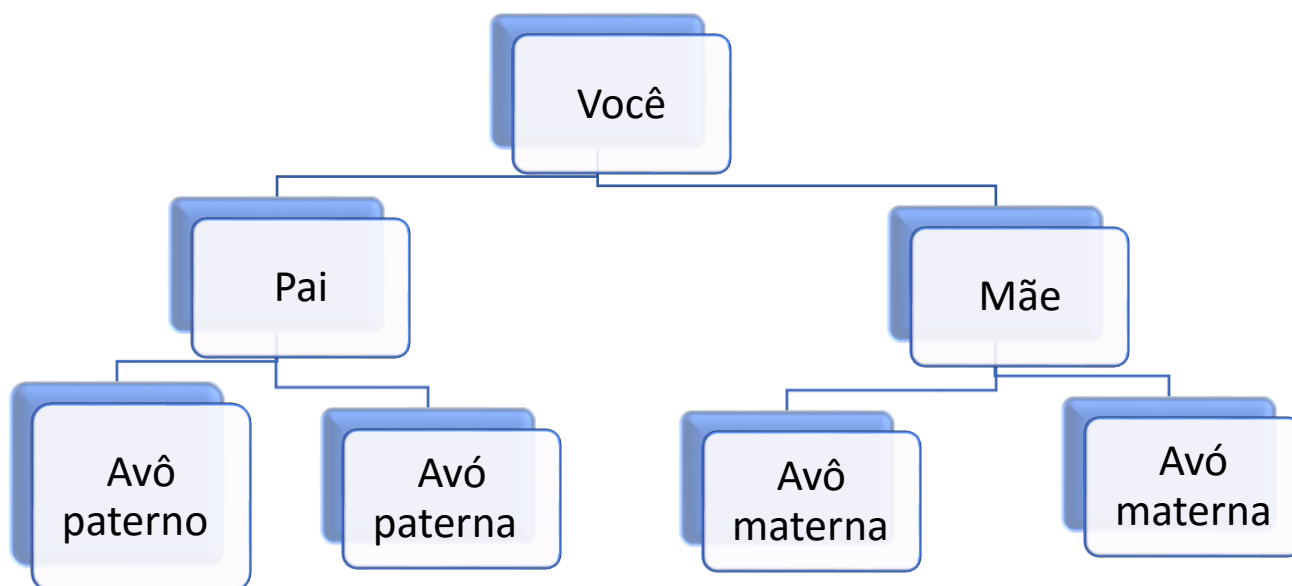 Você
Pai
Mãe
Avô
paterno
Avó
paterna
Avô
materna
Avó
materna